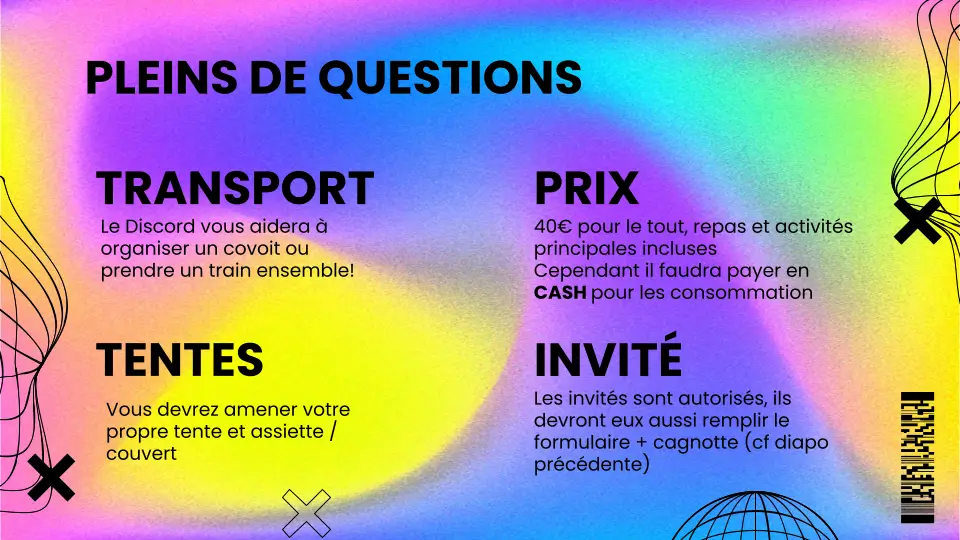 PLEINS DE QUESTIONS
TRANSPORT
Le Discord vous aidera à
organiser un covoit ou
prendre un train ensemble!
PRIX
40€ pour le tout, repas et activités
principales incluses
Cependant il faudra payer en
CASH pour les consommation
TENTES
Vous devrez amener votre
propre tente et assiette /
couvert
INVITÉ
Les invités sont autorisés, ils
devront eux aussi remplir le
formulaire + cagnotte (cf diapo
précédente)